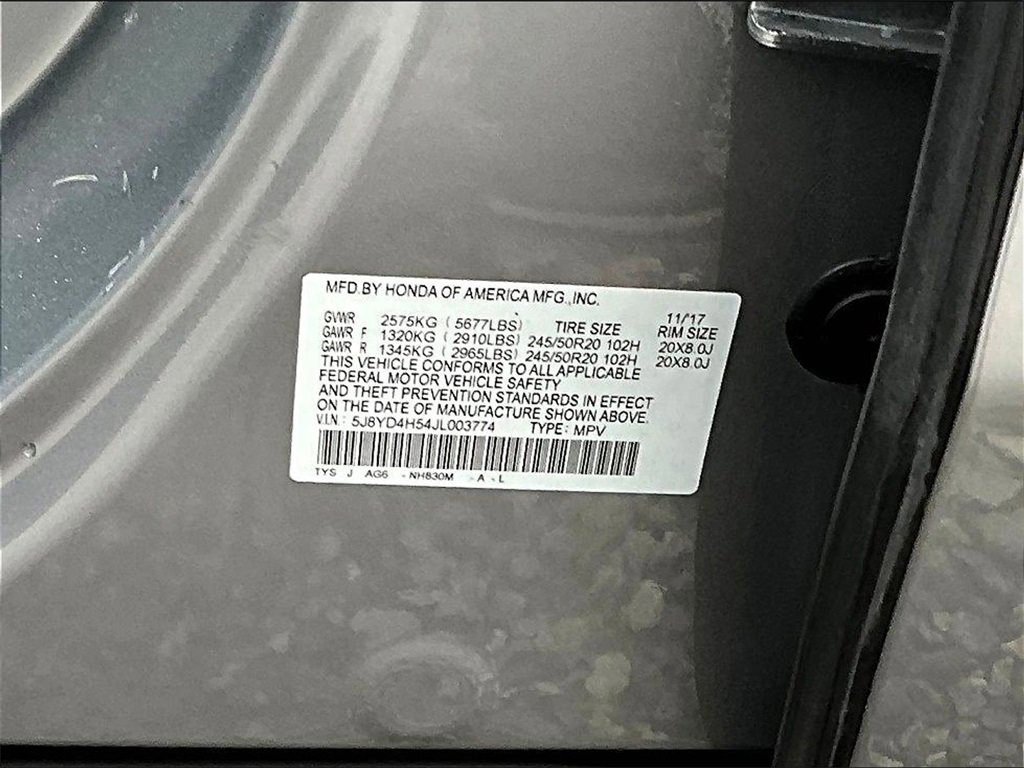 MFD.BY HONDA OF AMERICA MFG.,INC.
11/'17
GVWR 2575KG ( 5677LBS) TIRE SIZE RIM SIZE
GAWR F 1320KG ( 2910LBS) 245/50R20 102H 20X8.0J
GAWR R 1345KG ( 2965LBS) 245/50R20 102H 20X8.0J
THIS VEHICLE CONFORMS TO ALL APPLICABLE
FEDERAL MOTOR VEHICLE SAFETY
AND THEFT PREVENTION STANDARDS IN EFFECT
ON THE DATE OF MANUFACTURE SHOWN ABOVE.
V.I.N.: 5J8YD4H54JL003774 TYPE: MPV
TYS J AG6 -NH830M -A -L